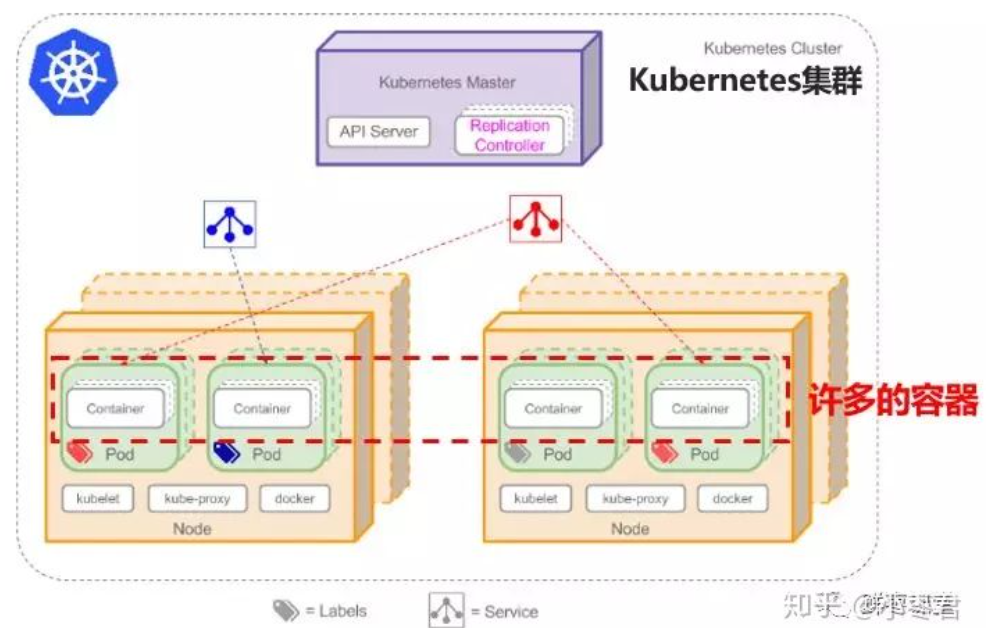 Kubernetes Cluster
Kubernetes集群
Kubernetes Master
API Server
Replication
Controller
许多的容器
Container
Container
Container
Container
Pod
Pod
Pod
Pod
kubelet
kube-proxy
docker
kubelet
kube-proxy
docker
Node
Node
= Labels
= Service
知乎